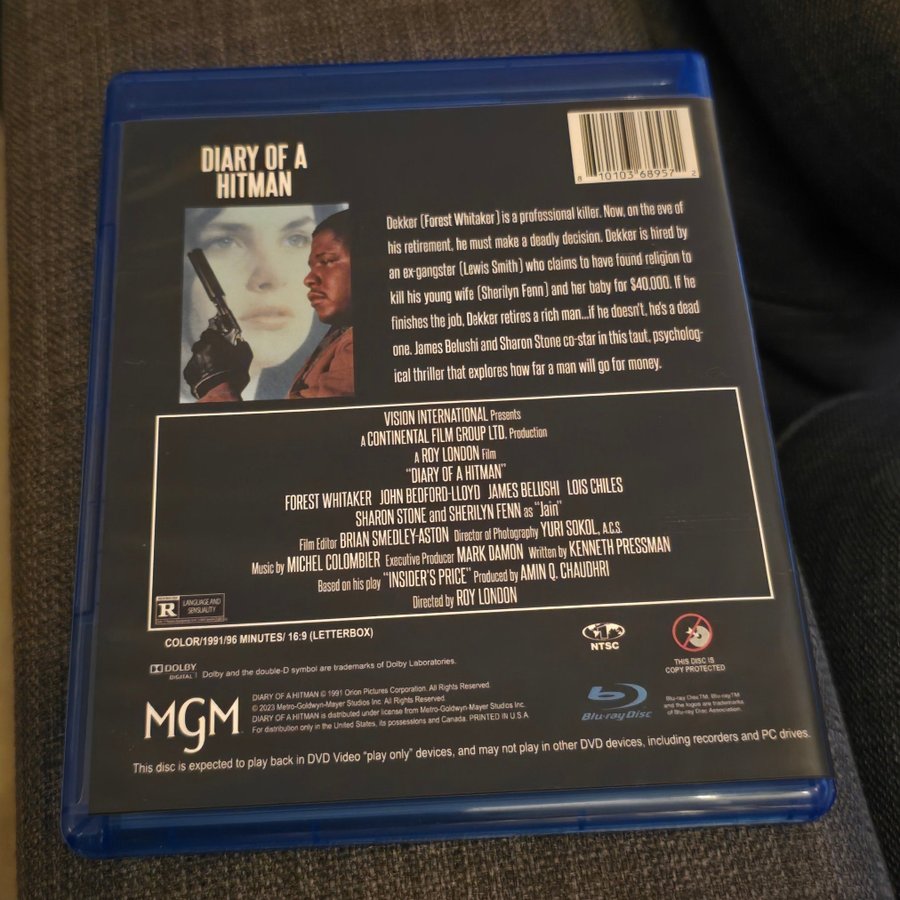 DIARY OF A
HITMAN
8 10103 68957 2
Dekker (Forest Whitaker) is a professional killer. Now, on the eve of
his retirement, he must make a deadly decision. Dekker is hired by
an ex-gangster (Lewis Smith) who claims to have found religion to
kill his young wife (Sherilyn Fenn) and her baby for $40,000. If he
finishes the job, Dekker retires a rich man...if he doesn't, he's a dead
one. James Belushi and Sharon Stone co-star in this taut, psycholog-
ical thriller that explores how far a man will go for money.
VISION INTERNATIONAL Presents
A CONTINENTAL FILM GROUP LTD. Production
A ROY LONDON Film
"DIARY OF A HITMAN"
FOREST WHITAKER JOHN BEDFORD-LLOYD JAMES BELUSHI LOIS CHILES
SHARON STONE and SHERILYN FENN as "Jain"
Film Editor BRIAN SMEDLEY-ASTON Director of Photography YURI SOKOL, A.C.S.
Music by MICHEL COLOMBIER Executive Producer MARK DAMON Written by KENNETH PRESSMAN
Based on his play "INSIDER'S PRICE" Produced by AMIN Q. CHAUDHRI
Directed by ROY LONDON
R LANGUAGE AND
SENSUALITY
COLOR/1991/96 MINUTES/ 16:9 (LETTERBOX)
1
NTSC
THIS DISC IS
COPY PROTECTED
DOLBY
DIGITAL
Dolby and the double-D symbol are trademarks of Dolby Laboratories.
MGM
DIARY OF A HITMAN © 1991 Orion Pictures Corporation. All Rights Reserved.
© 2023 Metro-Goldwyn-Mayer Studios Inc. All Rights Reserved.
DIARY OF A HITMAN is distributed under license from Metro-Goldwyn-Mayer Studios Inc.
For distribution only in the United States, its possessions and Canada. PRINTED IN U.S.A
Blu-ray Disc
Blu-ray Disc™, Blu-ray™
and the logos are trademarks
of Blu-ray Disc Association.
This disc is expected to play back in DVD Video "play only" devices, and may not play in other DVD devices, including recorders and PC drives.